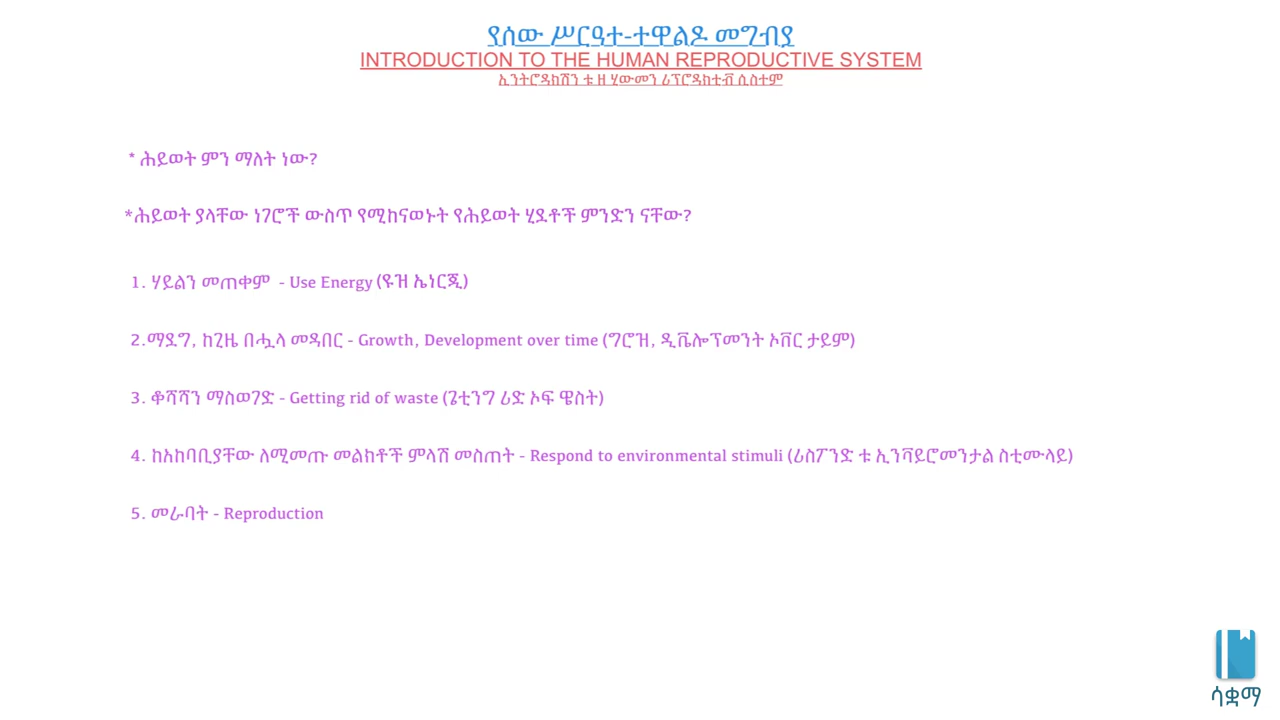 የሰው ሥርዓተ-ተዋልዶ መግብያ
INTRODUCTION TO THE HUMAN REPRODUCTIVE SYSTEM
ኢንትሮዳክሽን ቱ ዘ ሂውመን ሪፕሮዳክቲቭ ሲስተም
* ሕይወት ምን ማለት ነው?
*ሕይወት ያላቸው ነገሮች ውስጥ የሚከናወኑት የሕይወት ሂደቶች ምንድን ናቸው?
1. ሃይልን መጠቀም - Use Energy (ዩዝ ኤነርጂ)
2.ማደግ, ከጊዜ በሗላ መዳበር - Growth, Development over time (ግሮዝ, ዲቬሎፕመንት ኦቨር ታይም)
3. ቆሻሻን ማስወገድ - Getting rid of waste (ጌቲንግ ሪድ ኦፍ ዌስት)
4. ከአከባቢያቸው ለሚመጡ መልክቶች ምላሽ መስጠት - Respond to environmental stimuli (ሪስፖንድ ቱ ኢንቫይሮመንታል ስቲሙላይ)
5. መራባት - Reproduction
ሳቋማ